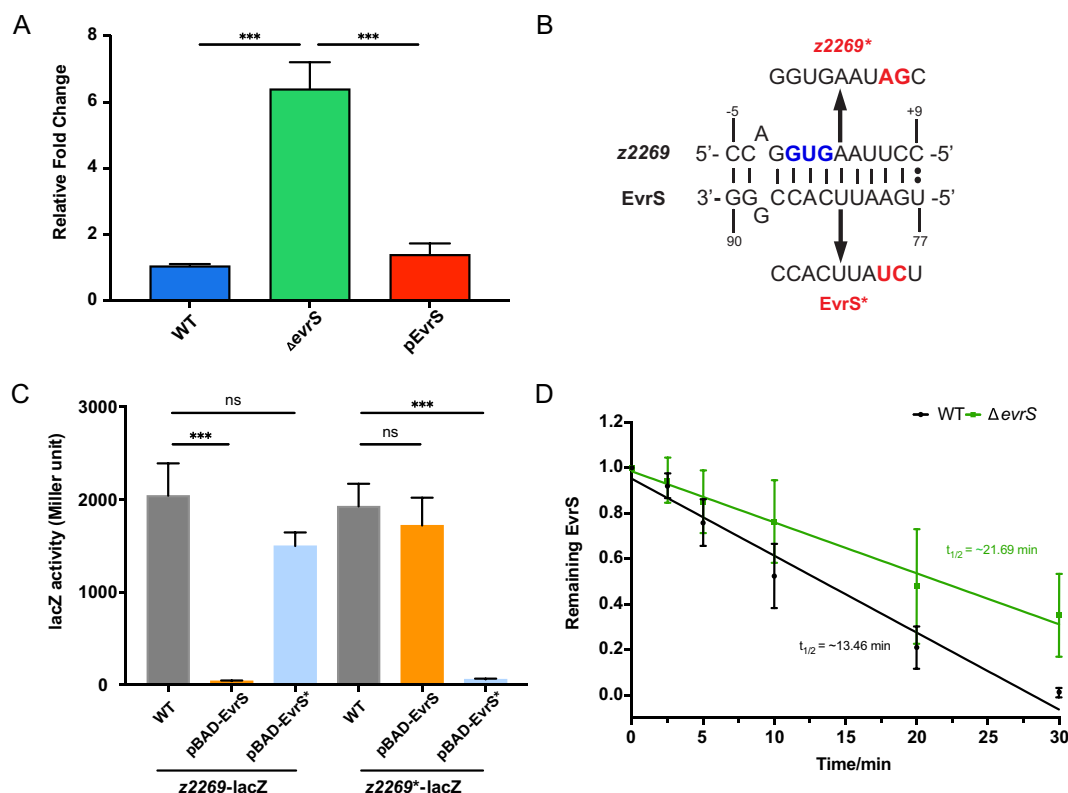 A
Relative Fold Change
8
6
4
2
0
***
***
WT
ΔevrS
pEvrS
B
z2269*
GGUGAAUAGC
-5
+9
A
z2269 5'- CC GGUGAAUUCC -5'
EvrS 3'- GG CCACUUAAGU -5'
G
90
77
CCACUUAUCU
EvrS*
C
lacZ activity (Miller unit)
3000
2000
1000
0
ns
***
***
ns
WT
pBAD-EvrS
pBAD-EvrS*
WT
pBAD-EvrS
pBAD-EvrS*
z2269-lacZ
z2269*-lacZ
D
WT
ΔevrS
Remaining EvrS
1.0
0.8
0.6
0.4
0.2
0.0
t1/2 = ~21.69 min
t1/2 = ~13.46 min
0 5 10 15 20 25 30
Time/min